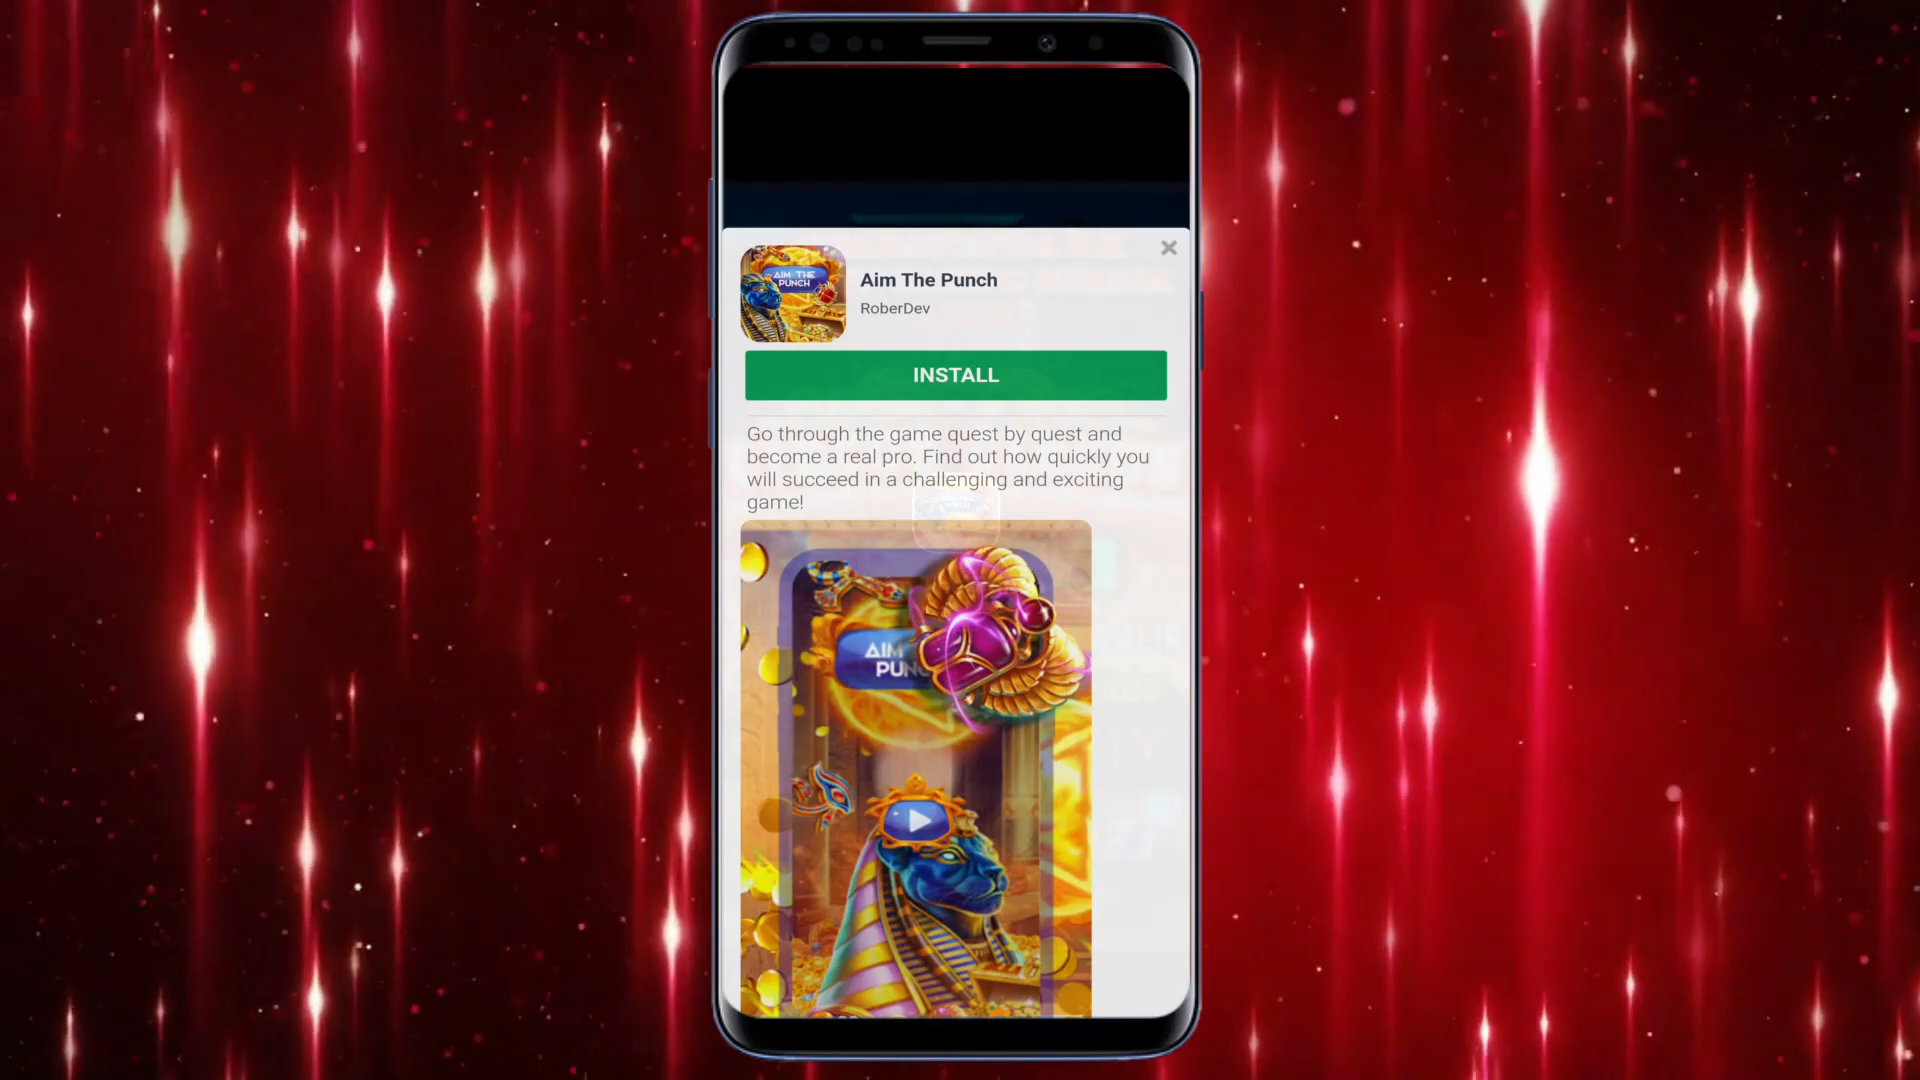 AIM THE
PUNCH
Aim The Punch
RoberDev
INSTALL
Go through the game quest by quest and
become a real pro. Find out how quickly you
will succeed in a challenging and exciting
game!
AIM
PUNC